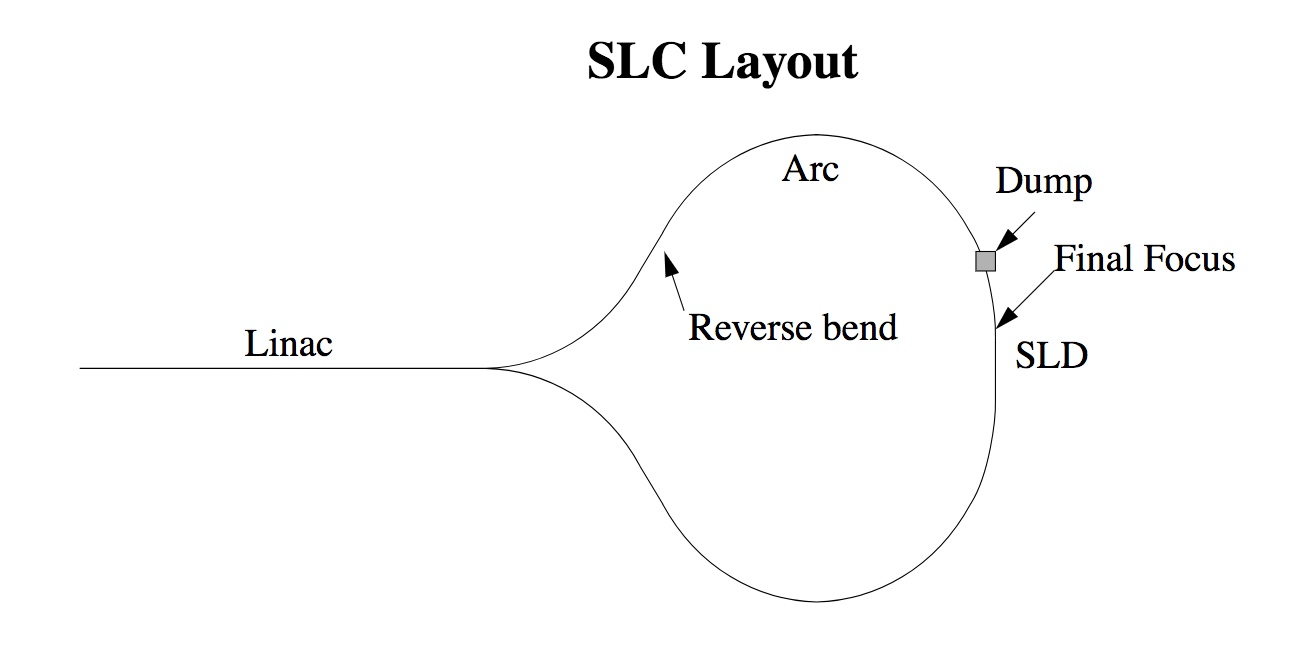 SLC Layout
Arc
Dump
Final Focus
Reverse bend
Linac
SLD